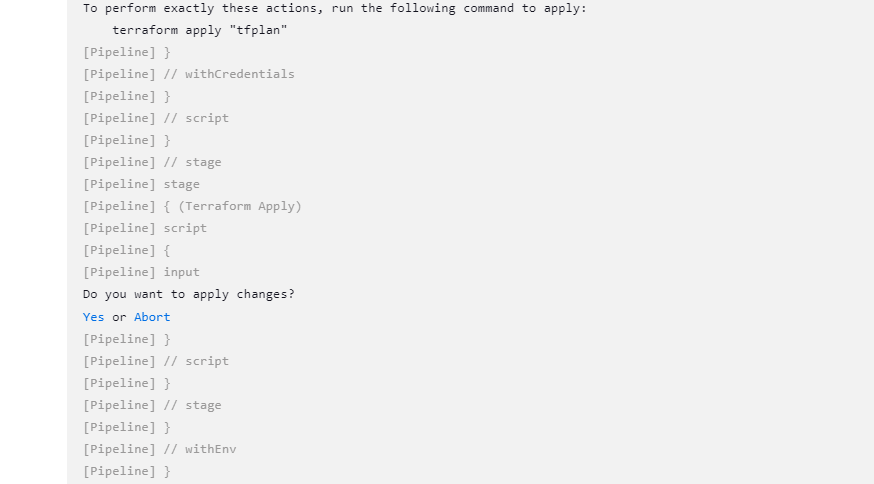 To perform exactly these actions, run the following command to apply:
    terraform apply "tfplan"
[Pipeline] }
[Pipeline] // withCredentials
[Pipeline] }
[Pipeline] // script
[Pipeline] }
[Pipeline] // stage
[Pipeline] stage
[Pipeline] { (Terraform Apply)
[Pipeline] script
[Pipeline] {
[Pipeline] input
Do you want to apply changes?
Yes or Abort
[Pipeline] }
[Pipeline] // script
[Pipeline] }
[Pipeline] // stage
[Pipeline] }
[Pipeline] // withEnv
[Pipeline] }